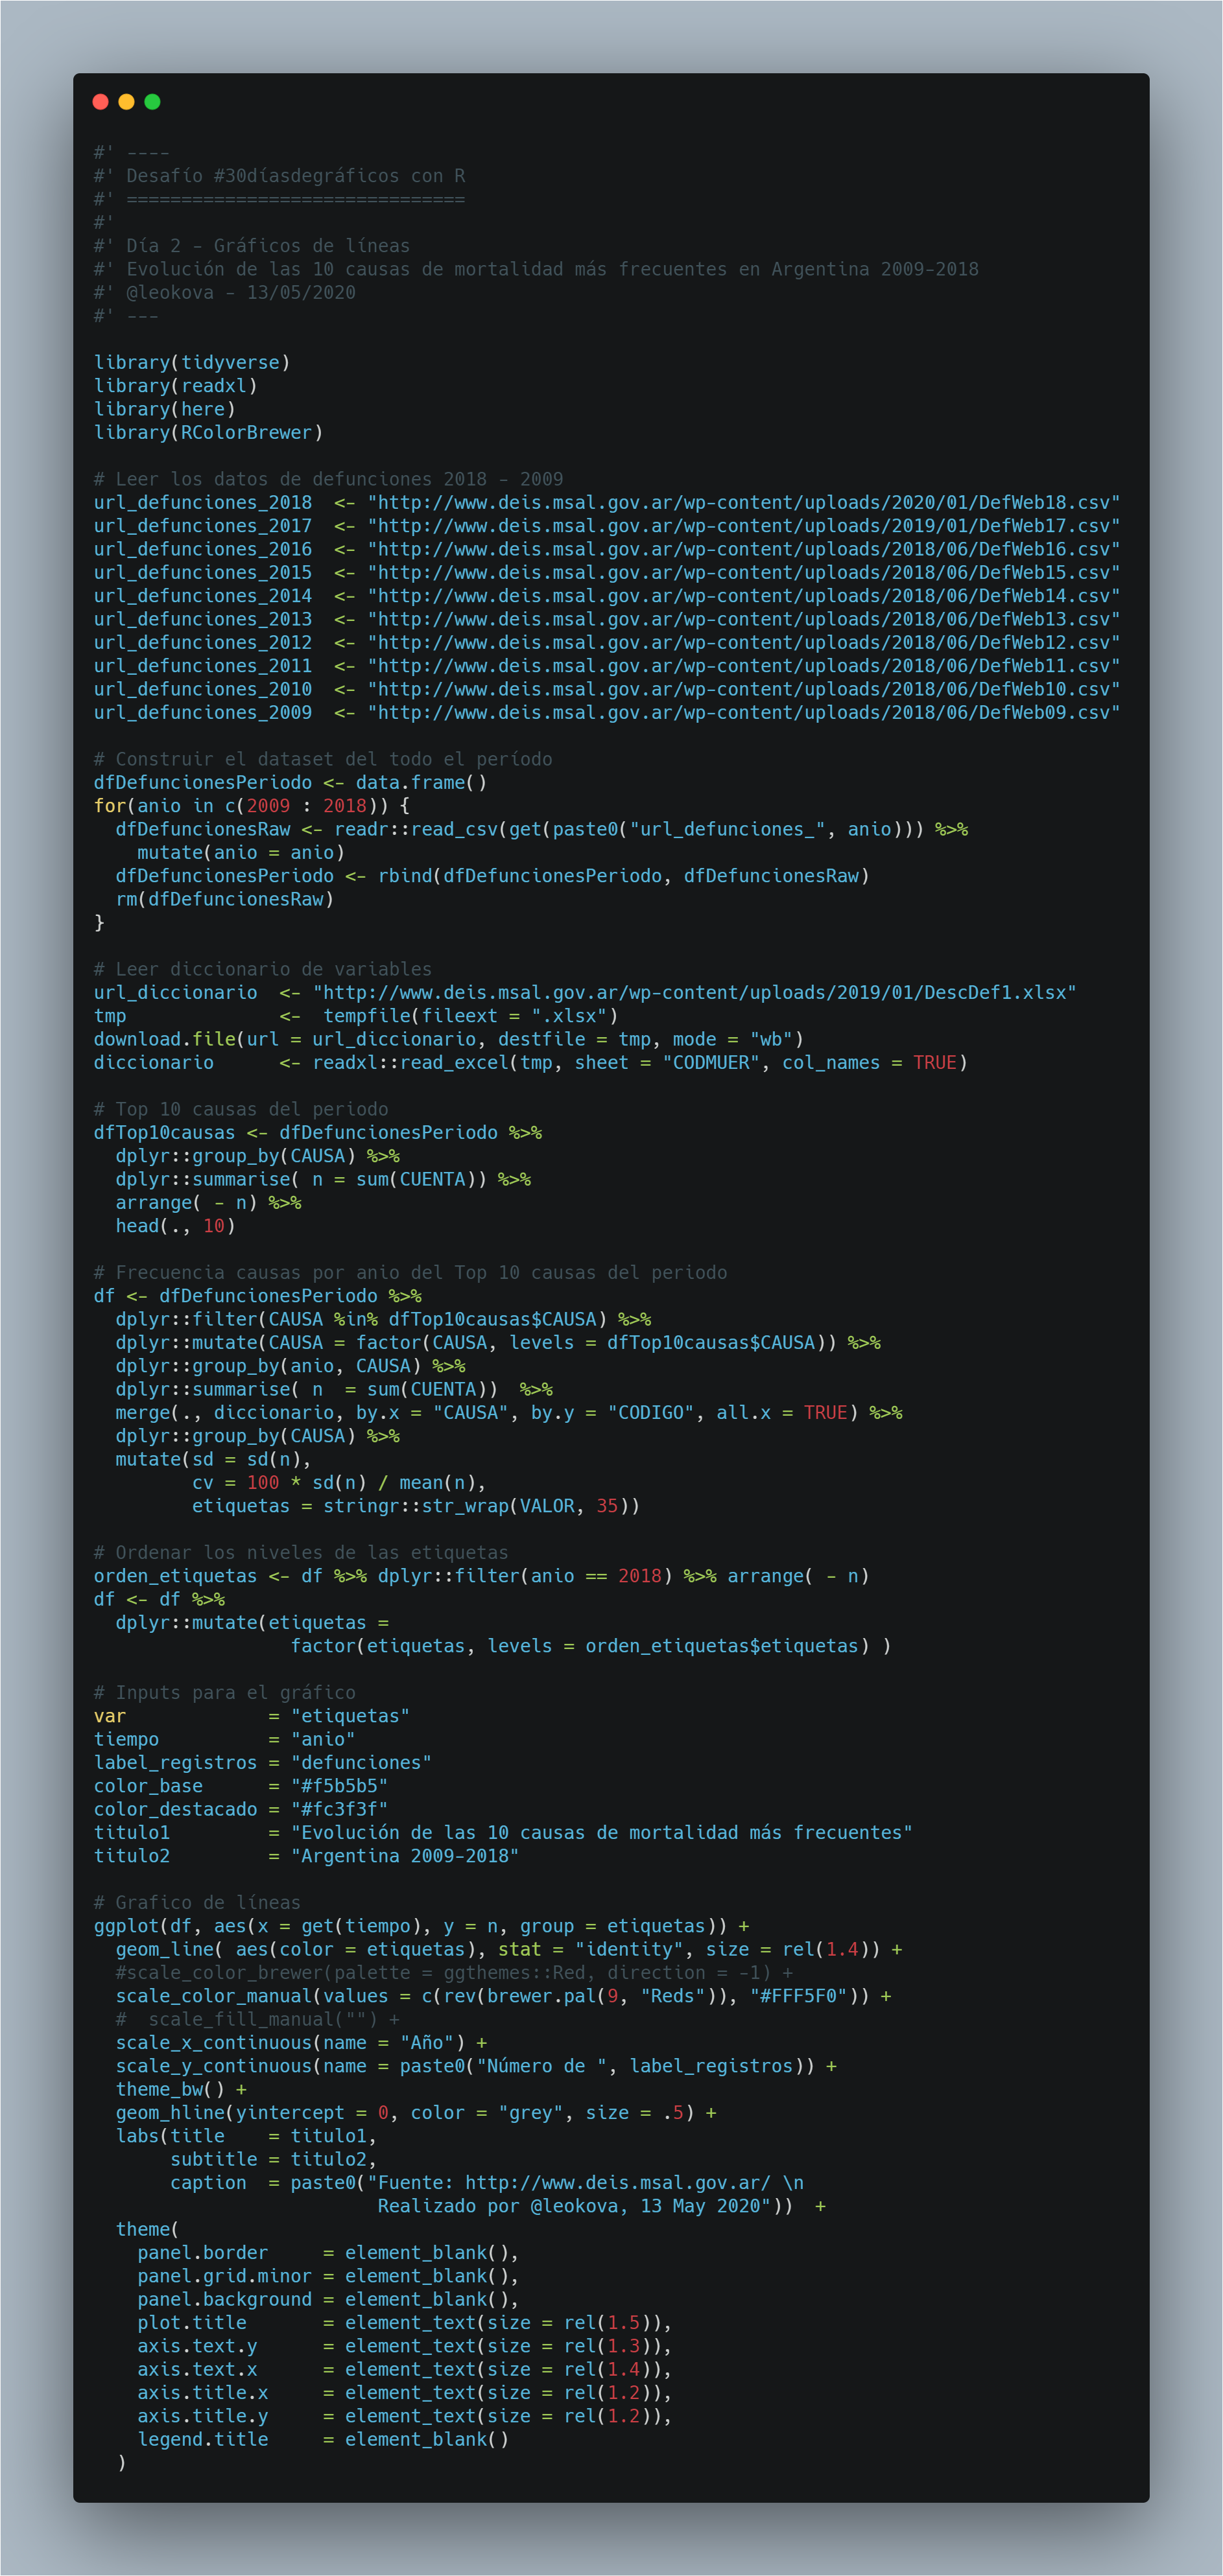 #' ----
#' Desafío #30díasdegráficos con R
#' ===============================
#'
#' Día 2 - Gráficos de líneas
#' Evolución de las 10 causas de mortalidad más frecuentes en Argentina 2009-2018
#' @leokova - 13/05/2020
#' ---

library(tidyverse)
library(readxl)
library(here)
library(RColorBrewer)

# Leer los datos de defunciones 2018 - 2009
url_defunciones_2018  <- "http://www.deis.msal.gov.ar/wp-content/uploads/2020/01/DefWeb18.csv"
url_defunciones_2017  <- "http://www.deis.msal.gov.ar/wp-content/uploads/2019/01/DefWeb17.csv"
url_defunciones_2016  <- "http://www.deis.msal.gov.ar/wp-content/uploads/2018/06/DefWeb16.csv"
url_defunciones_2015  <- "http://www.deis.msal.gov.ar/wp-content/uploads/2018/06/DefWeb15.csv"
url_defunciones_2014  <- "http://www.deis.msal.gov.ar/wp-content/uploads/2018/06/DefWeb14.csv"
url_defunciones_2013  <- "http://www.deis.msal.gov.ar/wp-content/uploads/2018/06/DefWeb13.csv"
url_defunciones_2012  <- "http://www.deis.msal.gov.ar/wp-content/uploads/2018/06/DefWeb12.csv"
url_defunciones_2011  <- "http://www.deis.msal.gov.ar/wp-content/uploads/2018/06/DefWeb11.csv"
url_defunciones_2010  <- "http://www.deis.msal.gov.ar/wp-content/uploads/2018/06/DefWeb10.csv"
url_defunciones_2009  <- "http://www.deis.msal.gov.ar/wp-content/uploads/2018/06/DefWeb09.csv"

# Construir el dataset del todo el período
dfDefuncionesPeriodo <- data.frame()
for(anio in c(2009 : 2018)) {
  dfDefuncionesRaw <- readr::read_csv(get(paste0("url_defunciones_", anio))) %>%
    mutate(anio = anio)
  dfDefuncionesPeriodo <- rbind(dfDefuncionesPeriodo, dfDefuncionesRaw)
  rm(dfDefuncionesRaw)
}

# Leer diccionario de variables
url_diccionario  <- "http://www.deis.msal.gov.ar/wp-content/uploads/2019/01/DescDef1.xlsx"
tmp              <-  tempfile(fileext = ".xlsx")
download.file(url = url_diccionario, destfile = tmp, mode = "wb")
diccionario      <- readxl::read_excel(tmp, sheet = "CODMUER", col_names = TRUE)

# Top 10 causas del periodo
dfTop10causas <- dfDefuncionesPeriodo %>%
  dplyr::group_by(CAUSA) %>%
  dplyr::summarise( n = sum(CUENTA)) %>%
  arrange( - n) %>%
  head(., 10)

# Frecuencia causas por anio del Top 10 causas del periodo
df <- dfDefuncionesPeriodo %>%
  dplyr::filter(CAUSA %in% dfTop10causas$CAUSA) %>%
  dplyr::mutate(CAUSA = factor(CAUSA, levels = dfTop10causas$CAUSA)) %>%
  dplyr::group_by(anio, CAUSA) %>%
  dplyr::summarise( n  = sum(CUENTA))  %>%
  merge(., diccionario, by.x = "CAUSA", by.y = "CODIGO", all.x = TRUE) %>%
  dplyr::group_by(CAUSA) %>%
  mutate(sd = sd(n),
         cv = 100 * sd(n) / mean(n),
         etiquetas = stringr::str_wrap(VALOR, 35))

# Ordenar los niveles de las etiquetas
orden_etiquetas <- df %>% dplyr::filter(anio == 2018) %>% arrange( - n)
df <- df %>%
  dplyr::mutate(etiquetas =
                  factor(etiquetas, levels = orden_etiquetas$etiquetas) )

# Inputs para el gráfico
var             = "etiquetas"
tiempo          = "anio"
label_registros = "defunciones"
color_base      = "#f5b5b5"
color_destacado = "#fc3f3f"
titulo1         = "Evolución de las 10 causas de mortalidad más frecuentes"
titulo2         = "Argentina 2009-2018"

# Grafico de líneas
ggplot(df, aes(x = get(tiempo), y = n, group = etiquetas)) +
  geom_line( aes(color = etiquetas), stat = "identity", size = rel(1.4)) +
  #scale_color_brewer(palette = ggthemes::Red, direction = -1) +
  scale_color_manual(values = c(rev(brewer.pal(9, "Reds")), "#FFF5F0")) +
  #  scale_fill_manual("") +
  scale_x_continuous(name = "Año") +
  scale_y_continuous(name = paste0("Número de ", label_registros)) +
  theme_bw() +
  geom_hline(yintercept = 0, color = "grey", size = .5) +
  labs(title    = titulo1,
       subtitle = titulo2,
       caption  = paste0("Fuente: http://www.deis.msal.gov.ar/ \n
                          Realizado por @leokova, 13 May 2020"))  +
  theme(
    panel.border     = element_blank(),
    panel.grid.minor = element_blank(),
    panel.background = element_blank(),
    plot.title       = element_text(size = rel(1.5)),
    axis.text.y      = element_text(size = rel(1.3)),
    axis.text.x      = element_text(size = rel(1.4)),
    axis.title.x     = element_text(size = rel(1.2)),
    axis.title.y     = element_text(size = rel(1.2)),
    legend.title     = element_blank()
  )